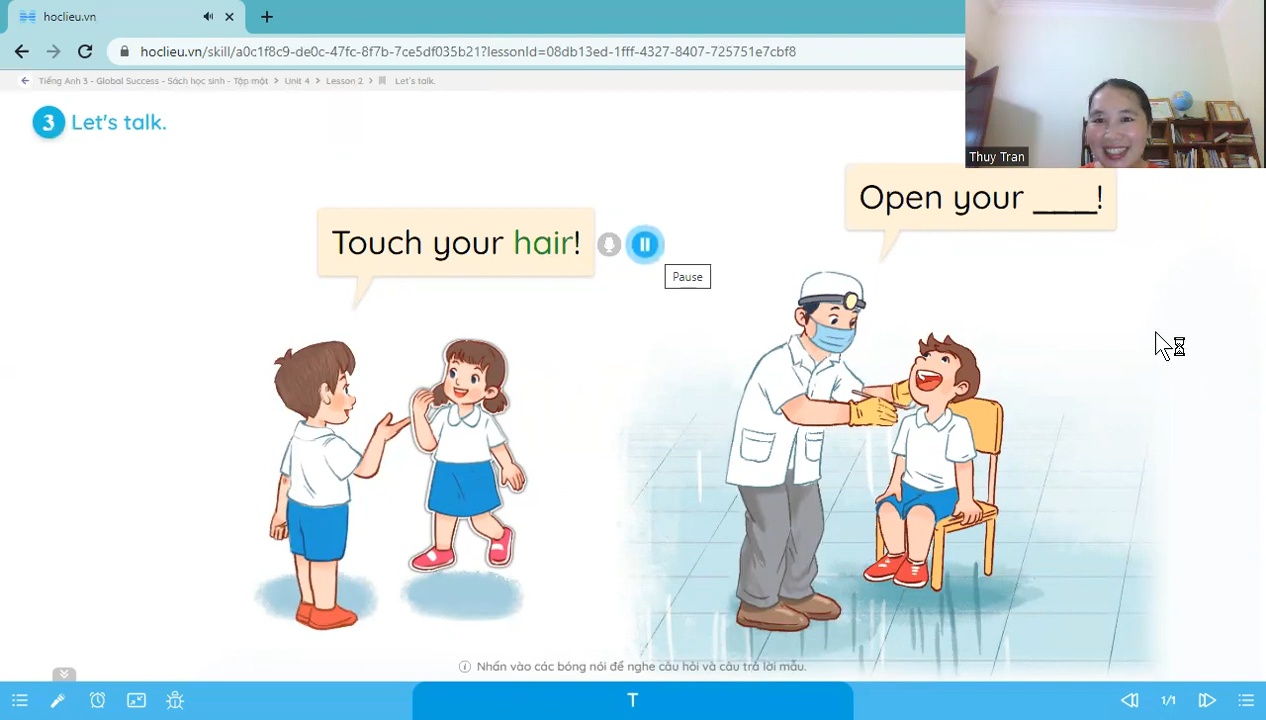 hoclieu.vn
hoclieu.vn/skill/a0c1f8c9-de0c-47fc-8f7b-7ce5df035b21?lessonId=08db13ed-1fff-4327-8407-725751e7cbf8
Tiếng Anh 3 - Global Success - Sách học sinh - Tập một > Unit 4 > Lesson 2 > Let's talk.
3 Let's talk.
Thuy Tran
Open your ___!
Touch your hair!
Pause
Nhấn vào các bóng nói để nghe câu hỏi và câu trả lời mẫu.
T
1/1